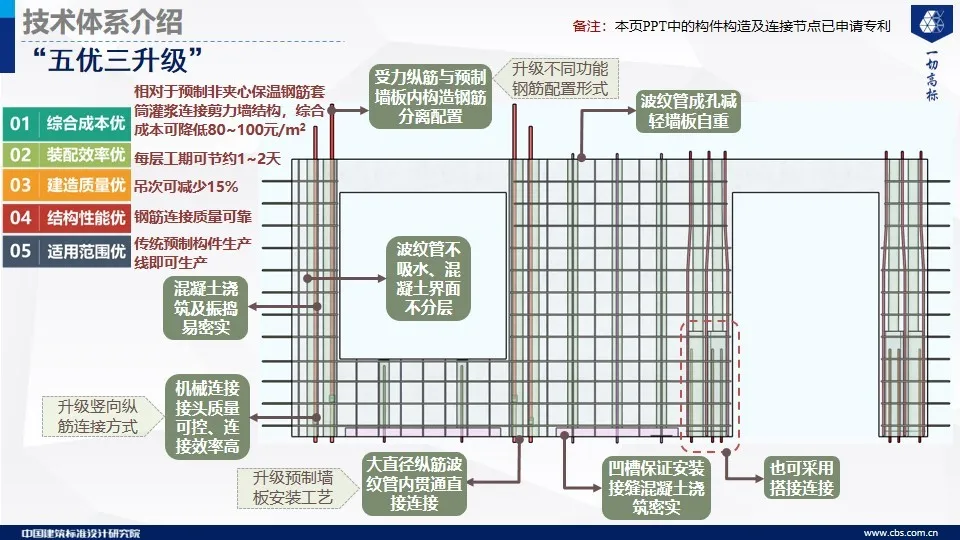 技术体系介绍
备注：本页PPT中的构件构造及连接节点已申请专利
一切高标
“五优三升级”
01 综合成本优
相对于预制非夹心保温钢筋套
筒灌浆连接剪力墙结构，综合
成本可降低80~100元/m²
02 装配效率优
每层工期可节约1~2天
03 建造质量优
吊次可减少15%
04 结构性能优
钢筋连接质量可靠
05 适用范围优
传统预制构件生产
线即可生产
受力纵筋与预制
墙板内构造钢筋
分离配置
升级不同功能
钢筋配置形式
波纹管成孔减
轻墙板自重
波纹管不
吸水、混
凝土界面
不分层
混凝土浇
筑及振捣
易密实
升级竖向纵
筋连接方式
机械连接
接头质量
可控、连
接效率高
升级预制墙
板安装工艺
大直径纵筋波
纹管内贯通直
接连接
凹槽保证安装
接缝混凝土浇
筑密实
也可采用
搭接连接
中国建筑标准设计研究院
www.cbs.com.cn